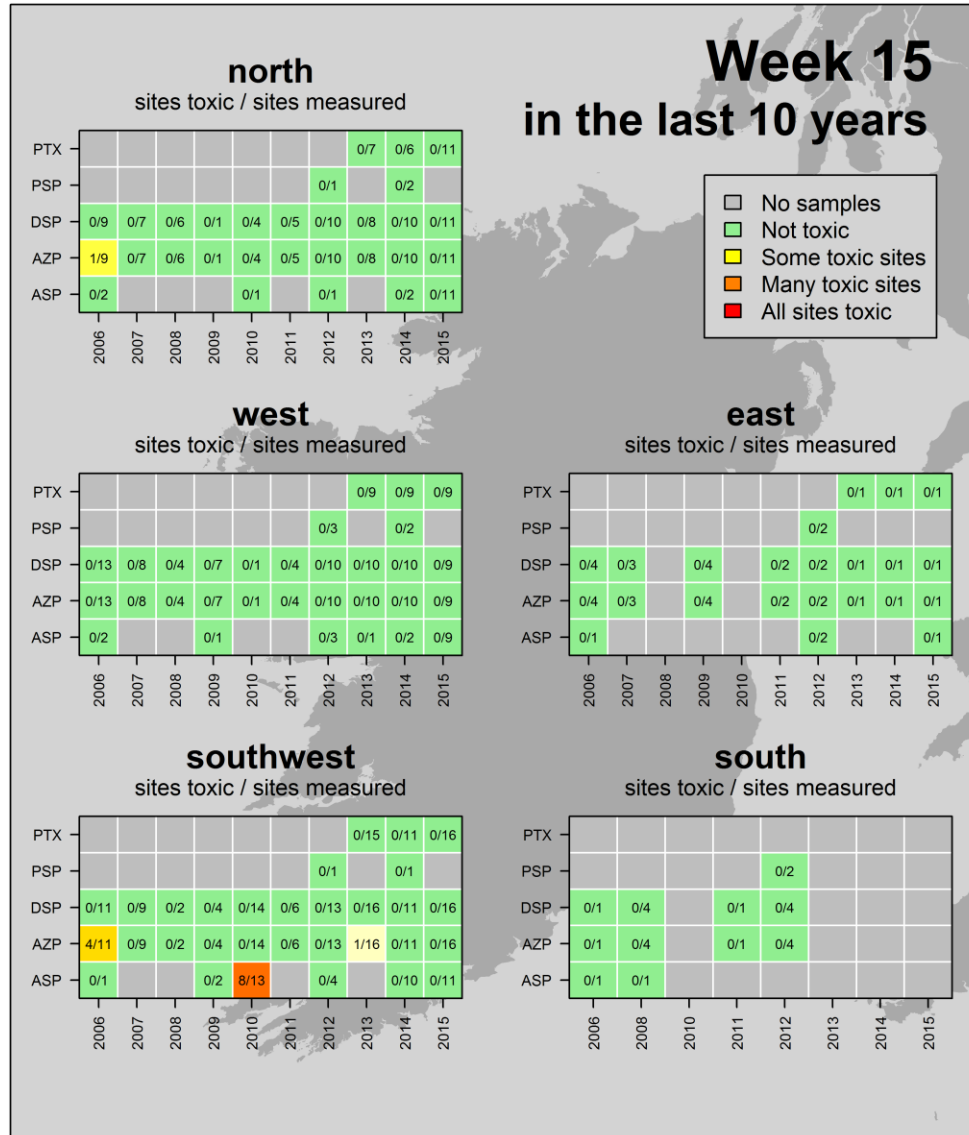 Week 15
in the last 10 years
No samples
Not toxic
Some toxic sites
Many toxic sites
All sites toxic
north
sites toxic / sites measured
PTX 0/7 0/6 0/11
PSP 0/1 0/2
DSP 0/9 0/7 0/6 0/1 0/4 0/5 0/10 0/8 0/10 0/11
AZP 1/9 0/7 0/6 0/1 0/4 0/5 0/10 0/8 0/10 0/11
ASP 0/2 0/1 0/1 0/2 0/11
2006 2007 2008 2009 2010 2011 2012 2013 2014 2015
west
sites toxic / sites measured
PTX 0/9 0/9 0/9
PSP 0/3 0/2
DSP 0/13 0/8 0/4 0/7 0/1 0/4 0/10 0/10 0/10 0/9
AZP 0/13 0/8 0/4 0/7 0/1 0/4 0/10 0/10 0/10 0/9
ASP 0/2 0/1 0/3 0/1 0/2 0/9
2006 2007 2008 2009 2010 2011 2012 2013 2014 2015
east
sites toxic / sites measured
PTX 0/1 0/1 0/1
PSP 0/2
DSP 0/4 0/3 0/4 0/2 0/2 0/1 0/1 0/1
AZP 0/4 0/3 0/4 0/2 0/2 0/1 0/1 0/1
ASP 0/1 0/2 0/1
2006 2007 2008 2009 2010 2011 2012 2013 2014 2015
southwest
sites toxic / sites measured
PTX 0/15 0/11 0/16
PSP 0/1 0/1
DSP 0/11 0/9 0/2 0/4 0/14 0/6 0/13 0/16 0/11 0/16
AZP 4/11 0/9 0/2 0/4 0/14 0/6 0/13 1/16 0/11 0/16
ASP 0/1 0/2 8/13 0/4 0/10 0/11
2006 2007 2008 2009 2010 2011 2012 2013 2014 2015
south
sites toxic / sites measured
PTX
PSP 0/2
DSP 0/1 0/4 0/1 0/4
AZP 0/1 0/4 0/1 0/4
ASP 0/1 0/1
2006 2008 2010 2011 2012 2013 2014 2015